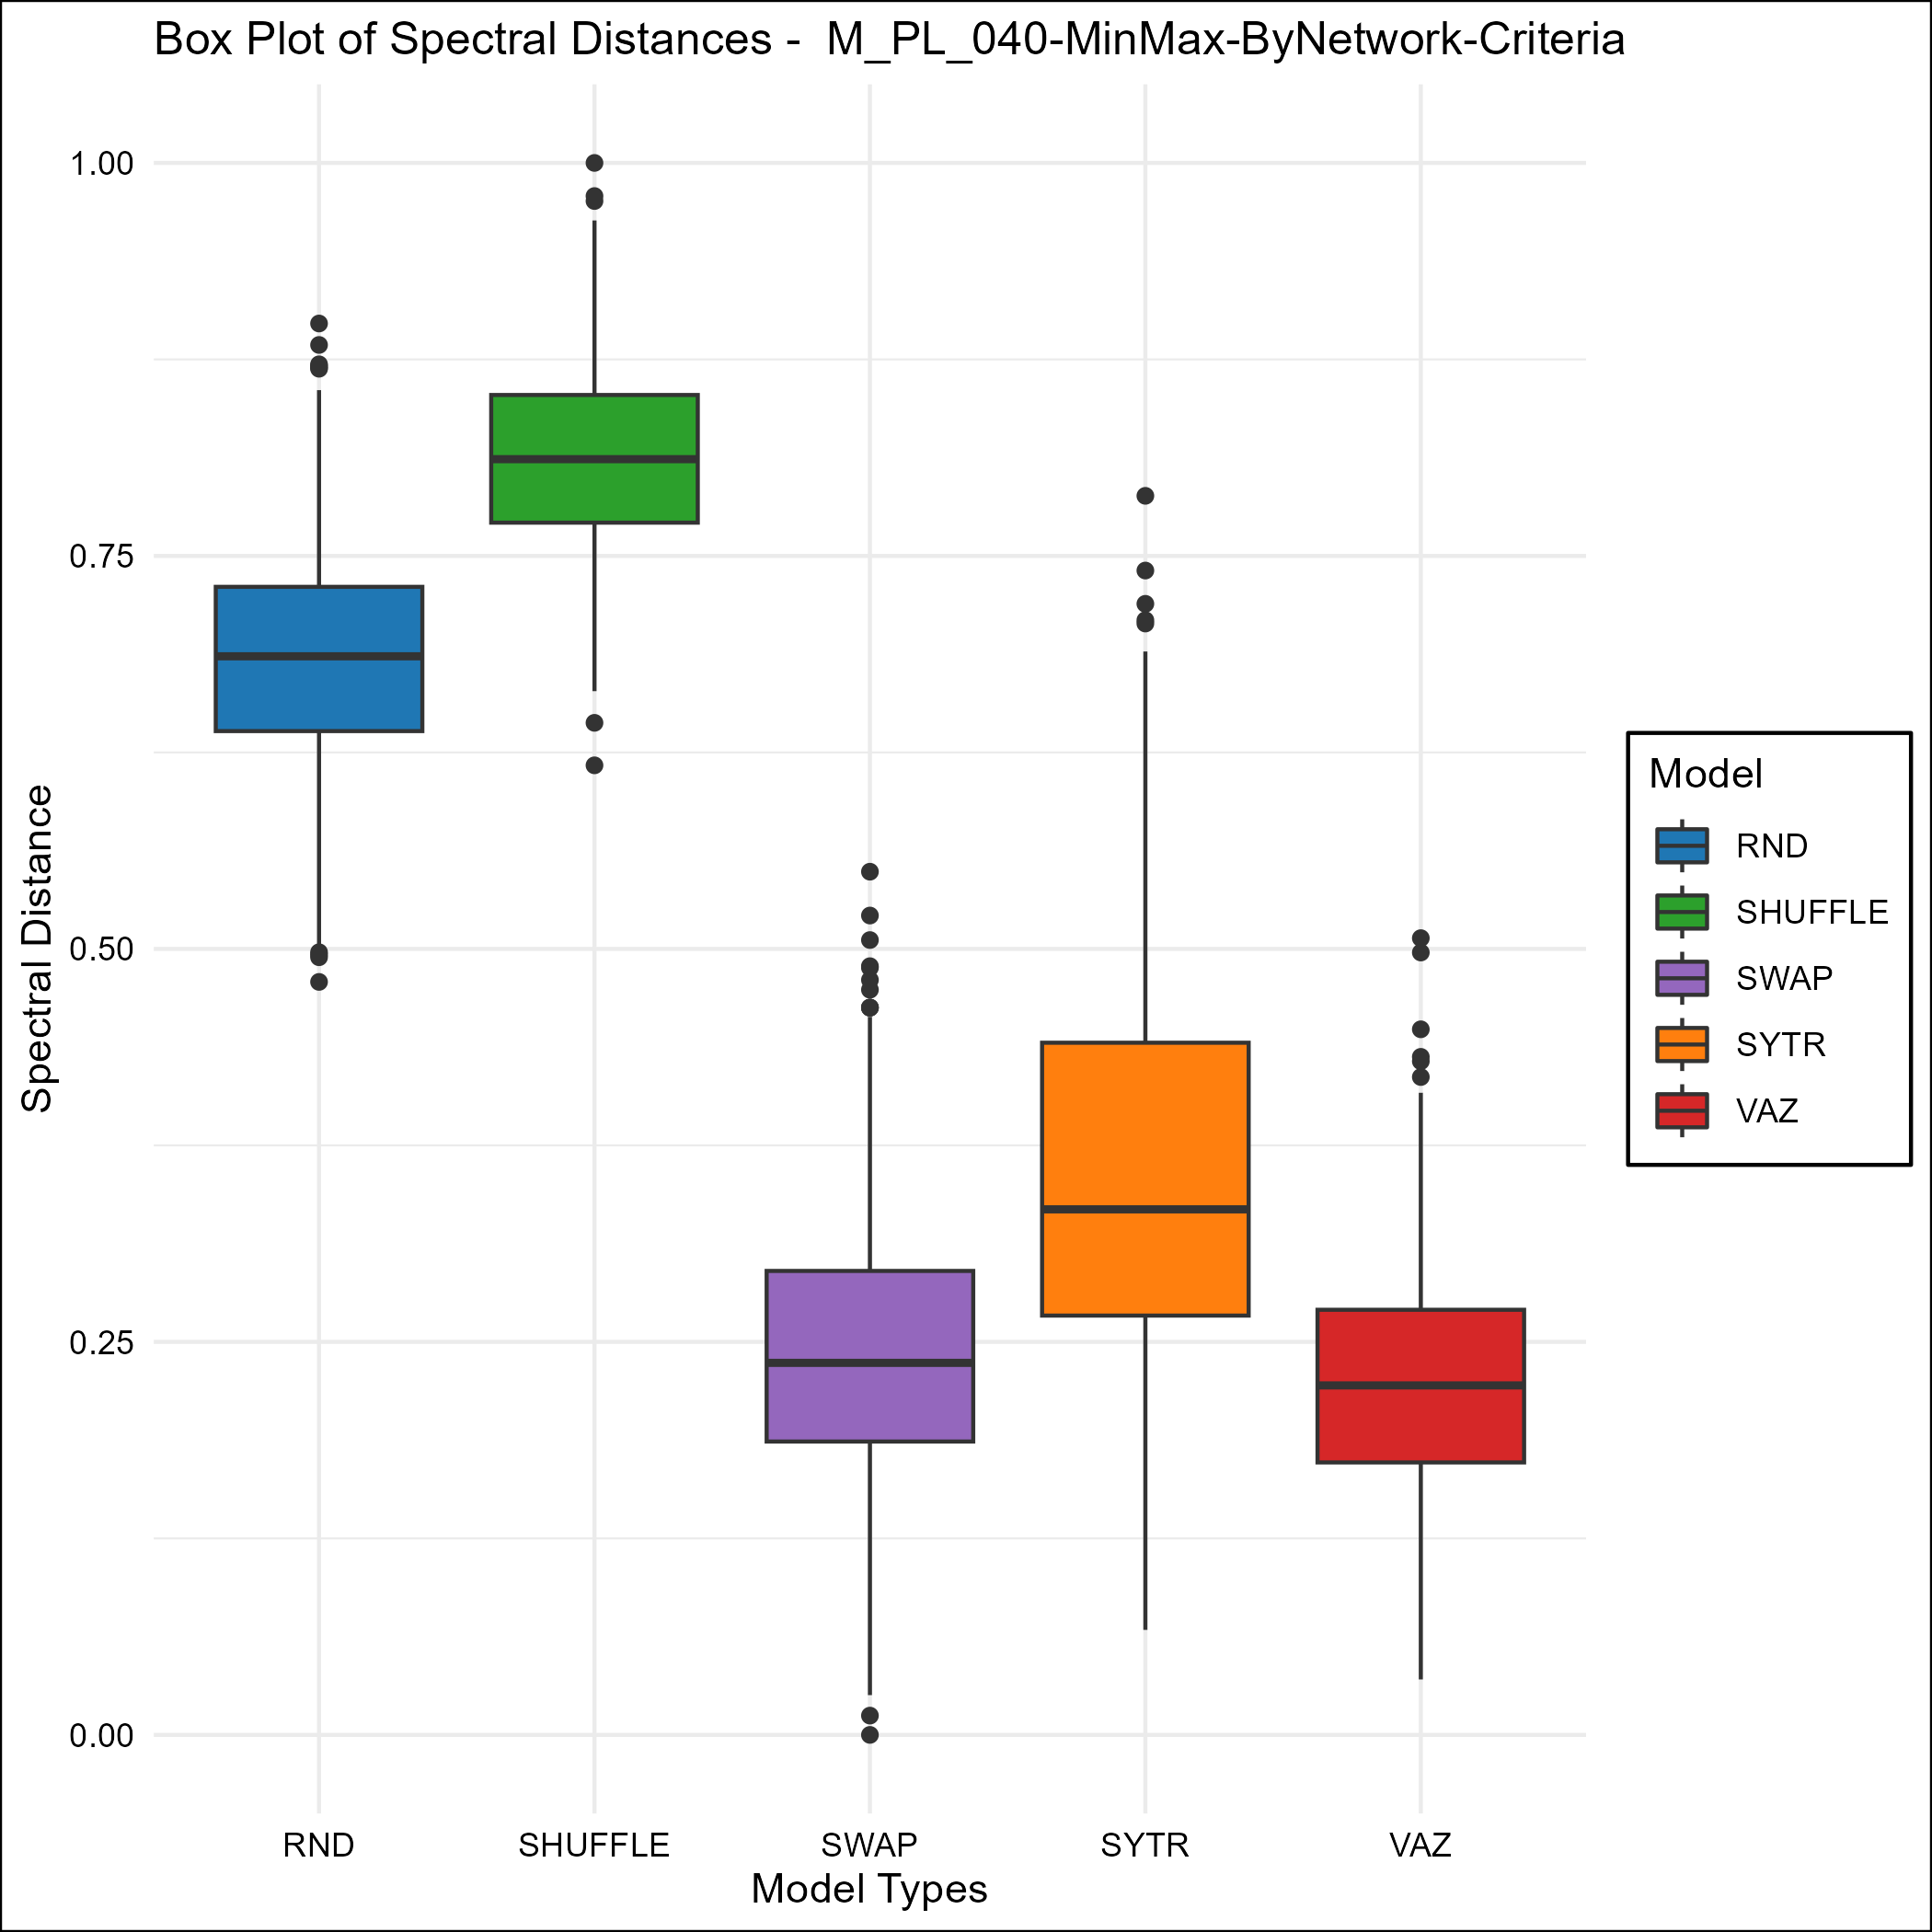 Box Plot of Spectral Distances -  M_PL_040-MinMax-ByNetwork-Criteria
Spectral Distance
1.00
0.75
0.50
0.25
0.00
RND
SHUFFLE
SWAP
SYTR
VAZ
Model Types
Model
RND
SHUFFLE
SWAP
SYTR
VAZ